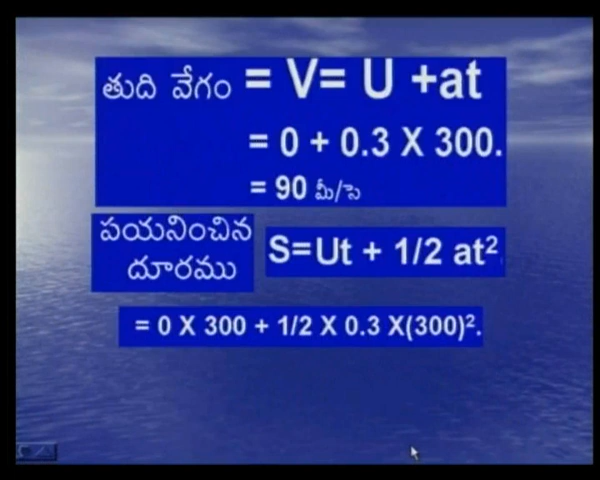 తుది వేగం = V= U +at
= 0 + 0.3 X 300.
= 90 మీ/సె
పయనించిన
దూరము
S=Ut + 1/2 at².
= 0 X 300 + 1/2 X 0.3 X(300)².